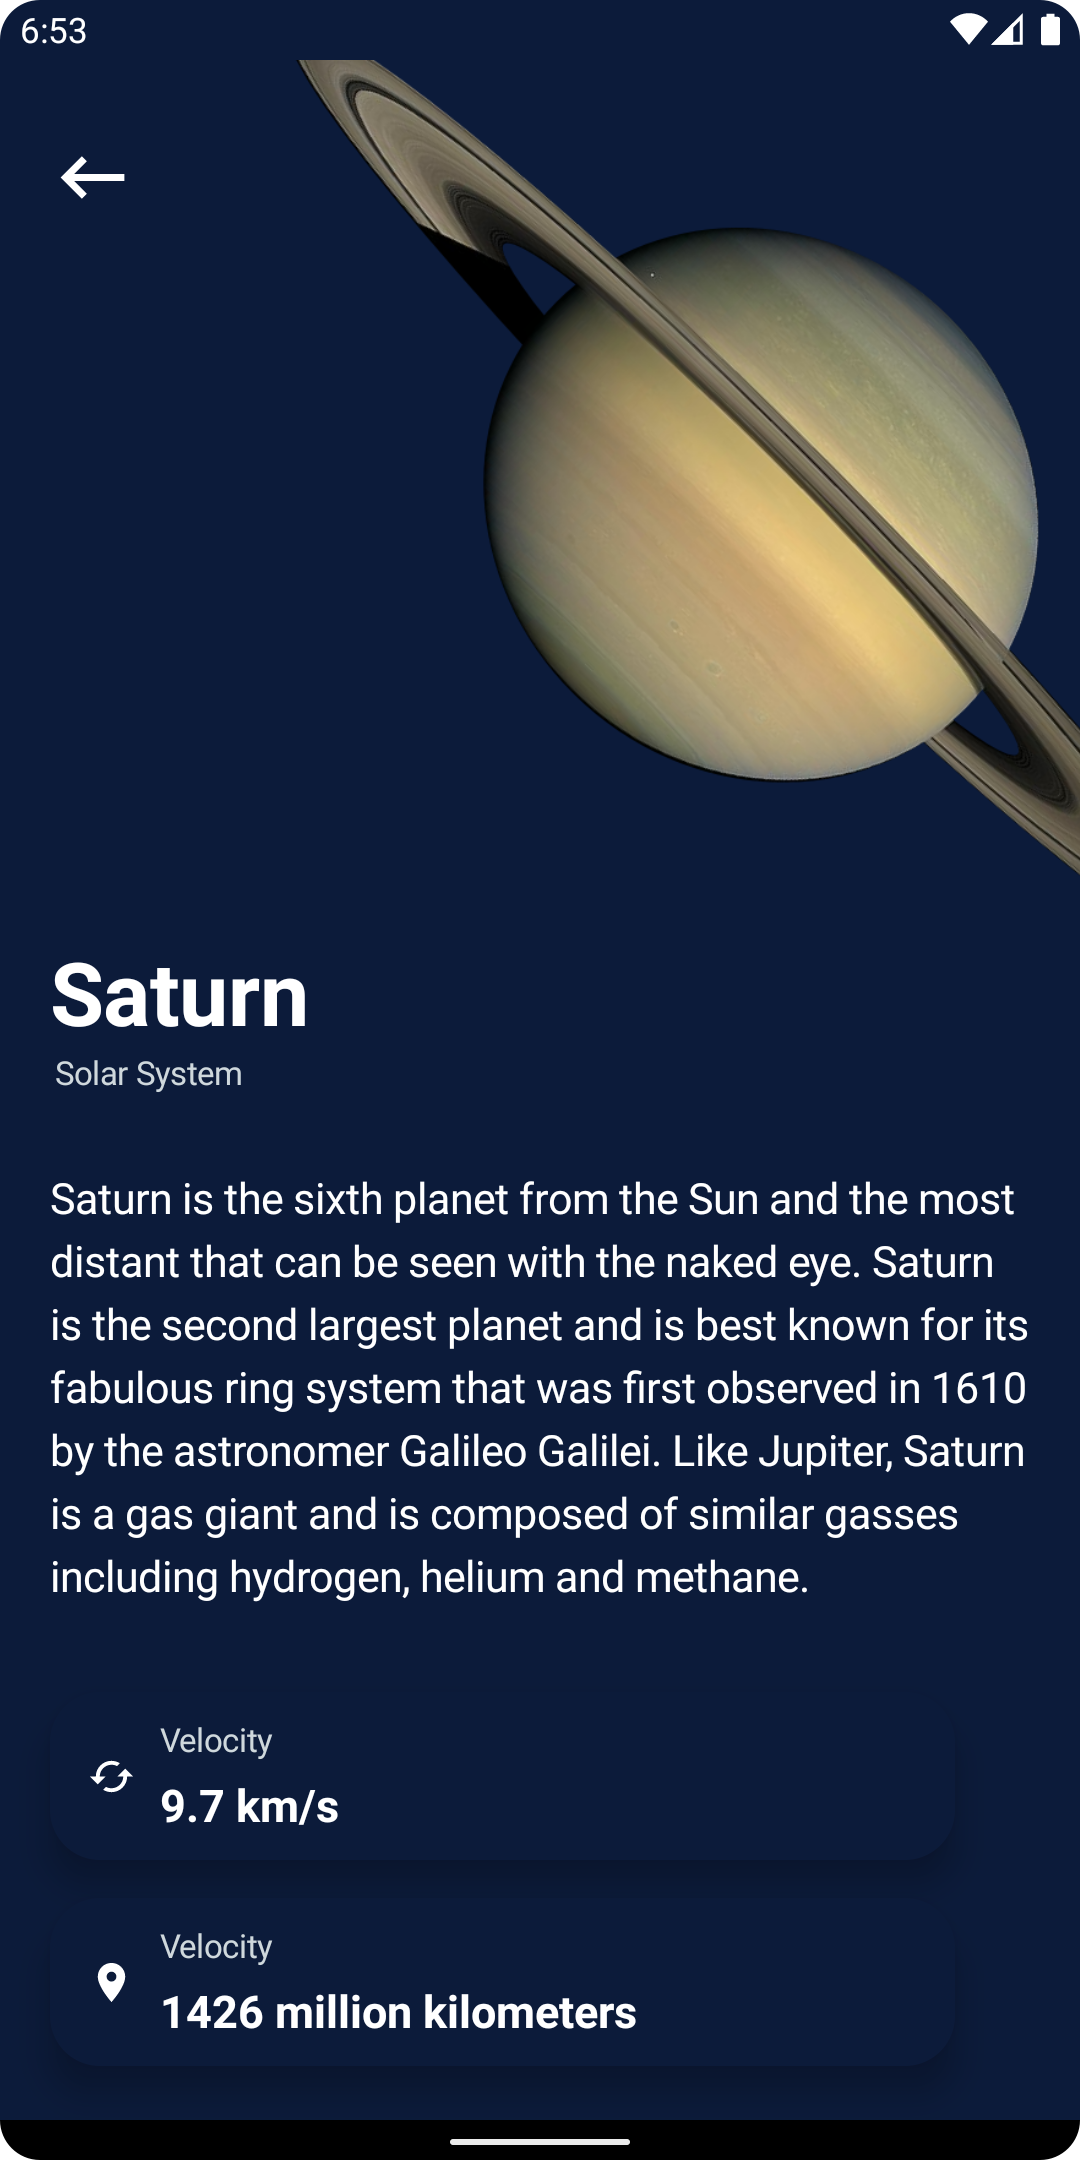 6:53
Saturn
Solar System
Saturn is the sixth planet from the Sun and the most
distant that can be seen with the naked eye. Saturn
is the second largest planet and is best known for its
fabulous ring system that was first observed in 1610
by the astronomer Galileo Galilei. Like Jupiter, Saturn
is a gas giant and is composed of similar gasses
including hydrogen, helium and methane.
Velocity
9.7 km/s
Velocity
1426 million kilometers